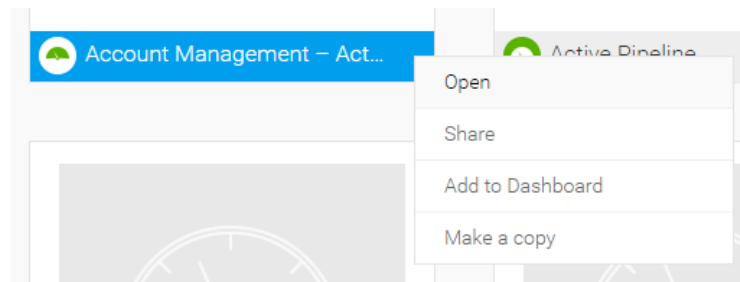 Account Management – Act...
Active Pipeline
Open
Share
Add to Dashboard
Make a copy